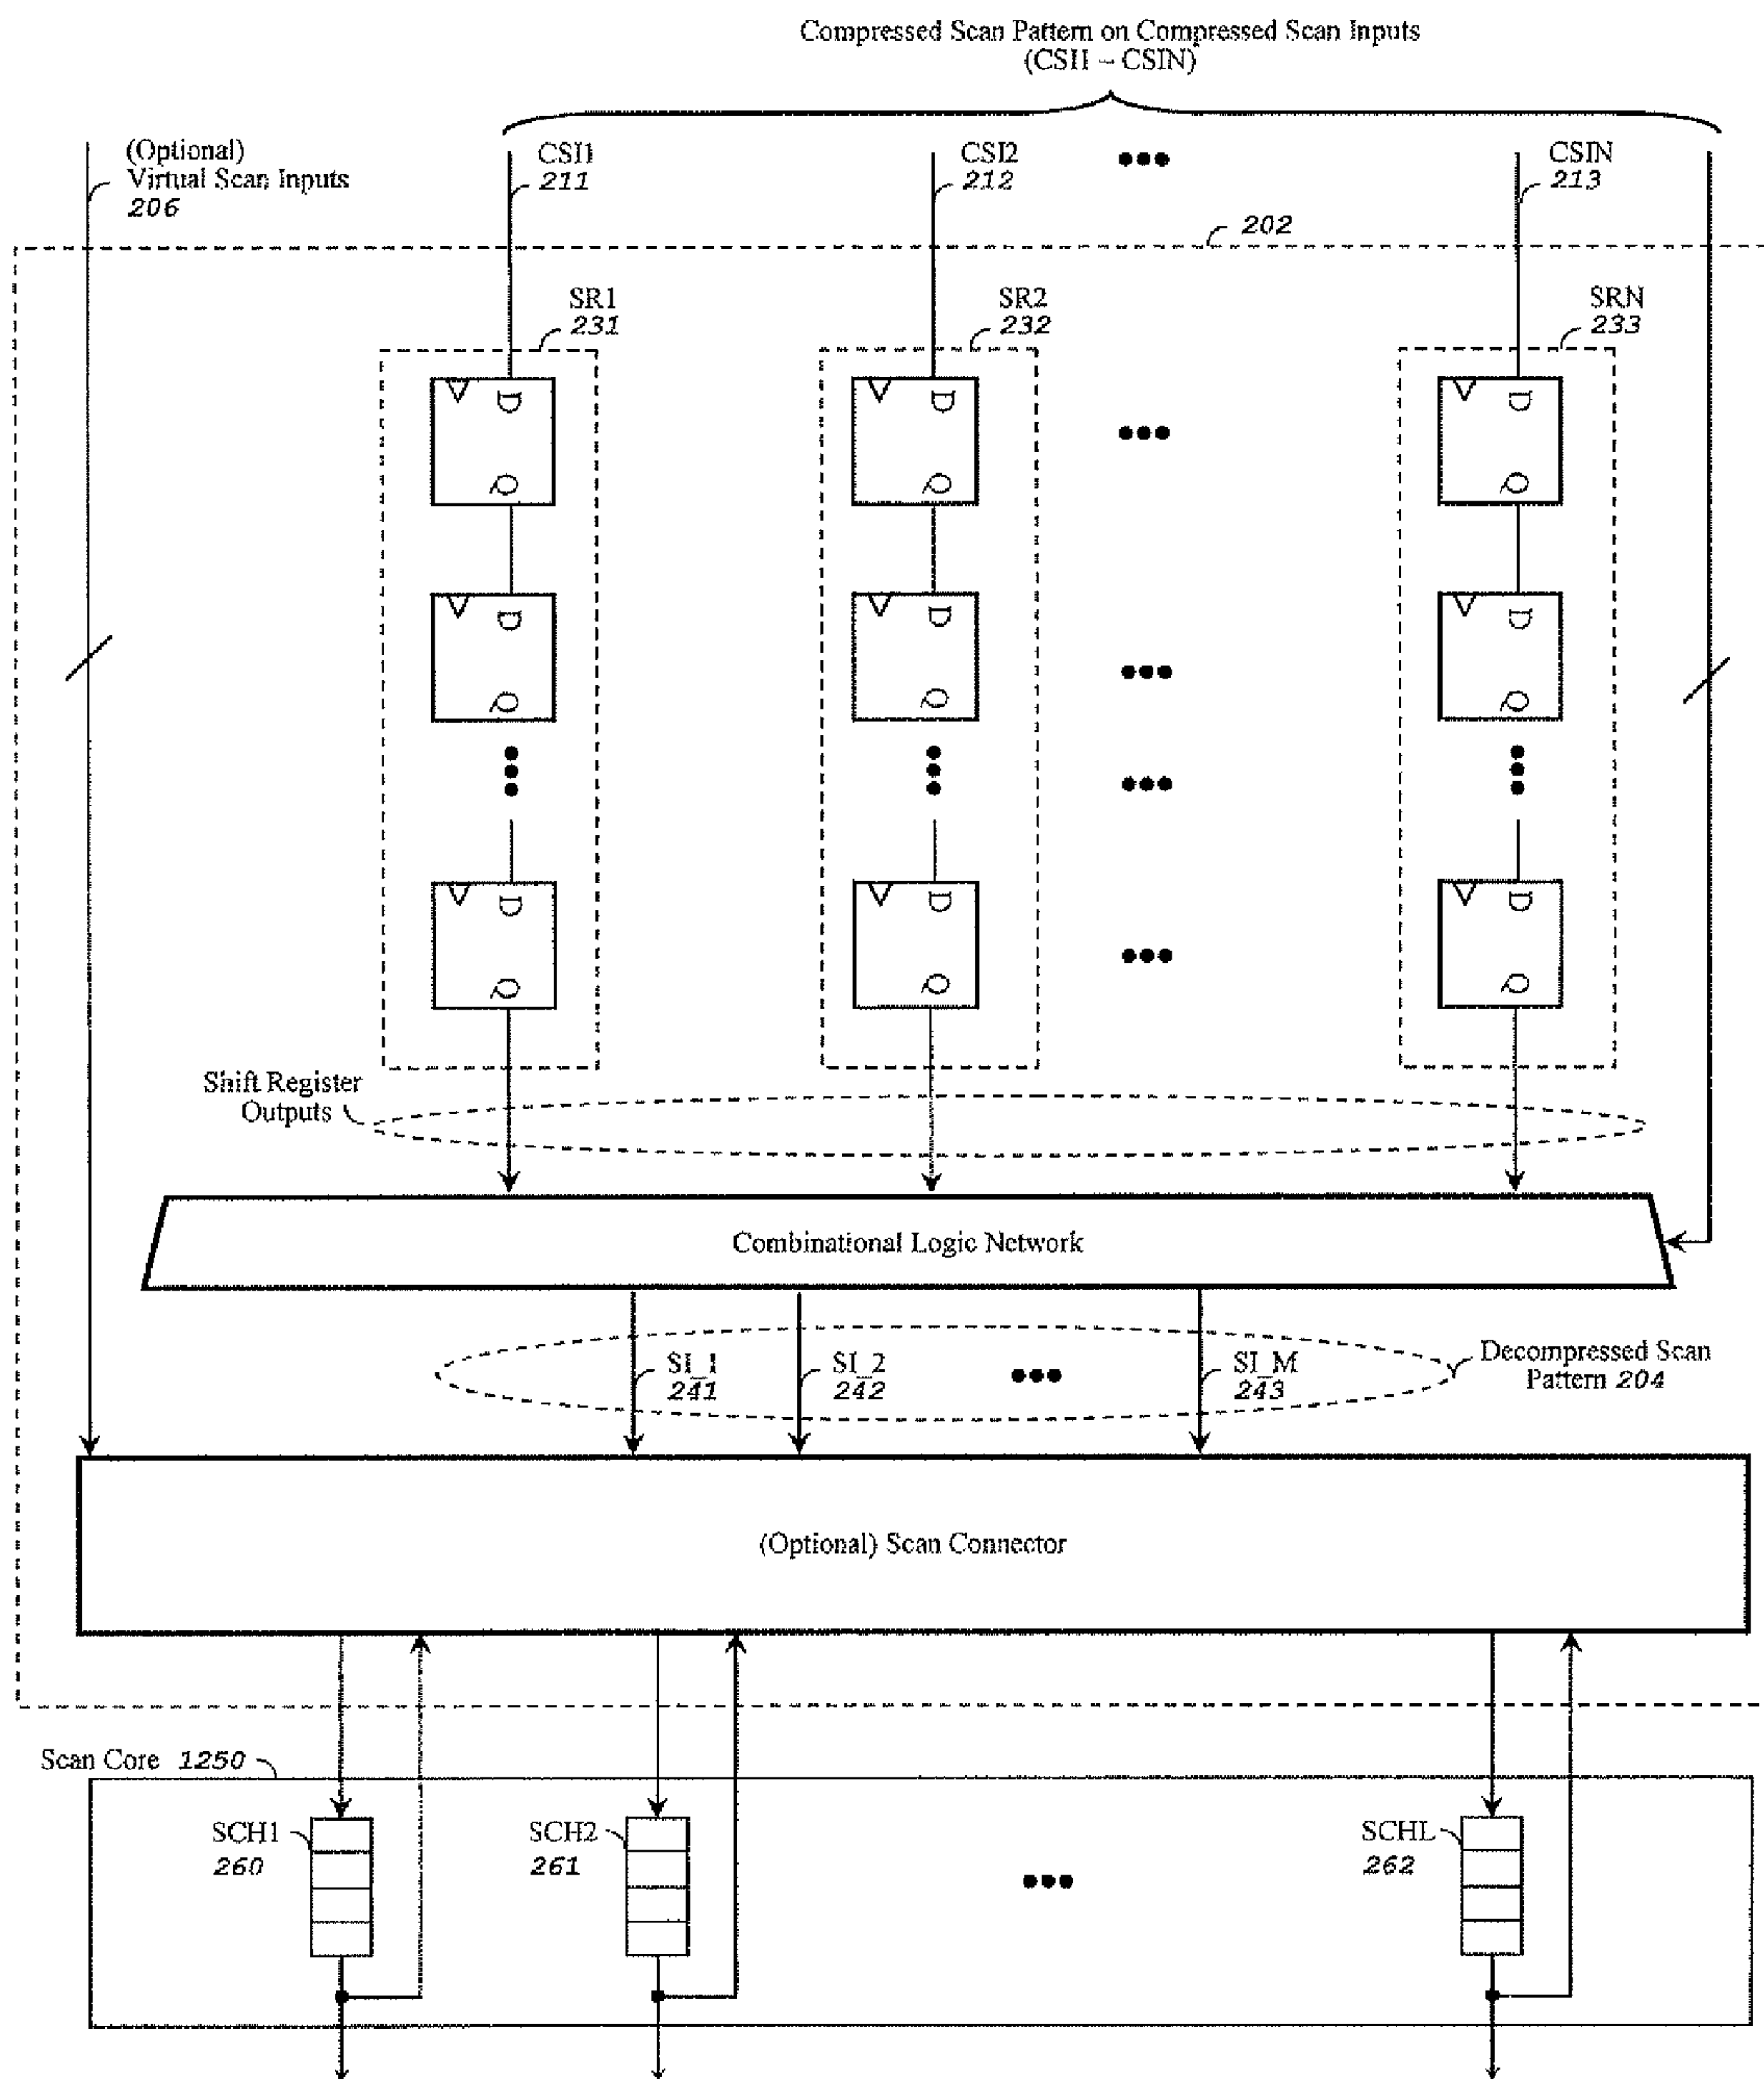 Compressed Scan Pattern on Compressed Scan Inputs
(CSI1 – CSIN)
(Optional)
Virtual Scan Inputs
206
CSI1
211
CSI2
212
CSIN
213
202
SR1
231
SR2
232
SRN
233
D
Q
D
Q
D
Q
D
Q
D
Q
D
Q
D
Q
D
Q
D
Q
Shift Register
Outputs
Combinational Logic Network
SI_1
241
SI_2
242
SI_M
243
Decompressed Scan
Pattern 204
(Optional) Scan Connector
Scan Core 1250
SCH1
260
SCH2
261
SCHL
262